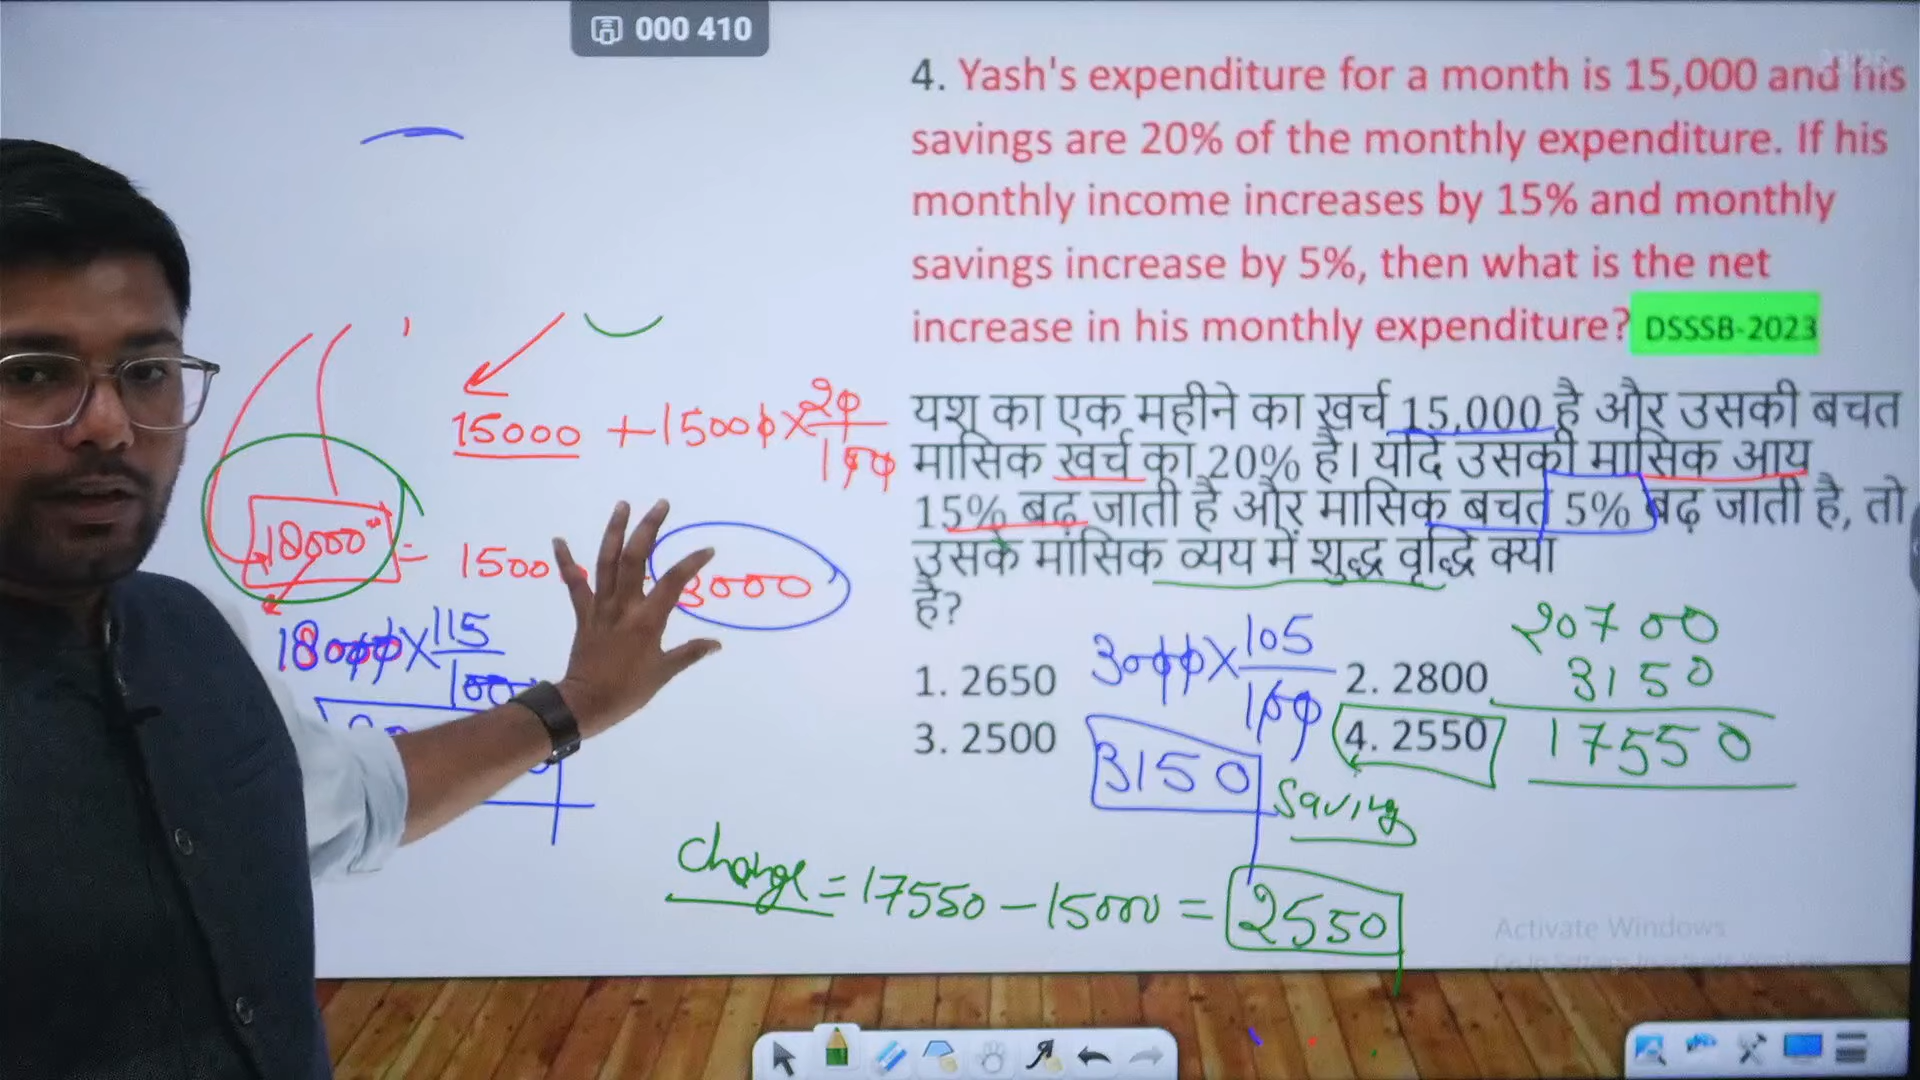 000 410
4. Yash's expenditure for a month is 15,000 and his
savings are 20% of the monthly expenditure. If his
monthly income increases by 15% and monthly
savings increase by 5%, then what is the net
increase in his monthly expenditure? DSSSB-2023
यश का एक महीने का खर्च 15,000 है और उसकी बचत
मासिक खर्च का 20% है। यदि उसकी मासिक आय
15% बढ़ जाती है और मासिक बचत 5% बढ़ जाती है, तो
उसके मासिक व्यय में शुद्ध वृद्धि क्या
है?
1. 2650
2. 2800
3. 2500
4. 2550
15000 + 15000 × 20/100
18000 = 1500
3000
18000 × 115/100
3000 × 105/100
3150
Saving
20700
3150
17550
Change = 17550 - 15000 = 2550
Activate Windows